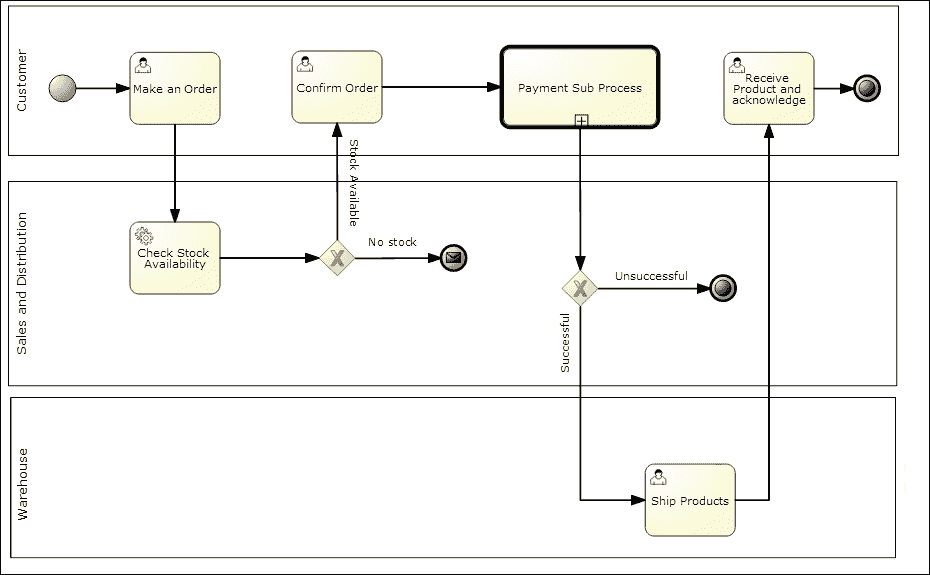 Customer
Make an Order
Confirm Order
Payment Sub Process
Receive
Product and
acknowledge
Stock Available
Sales and Distribution
Check Stock
Availability
No stock
Unsuccessful
Successful
Warehouse
Ship Products